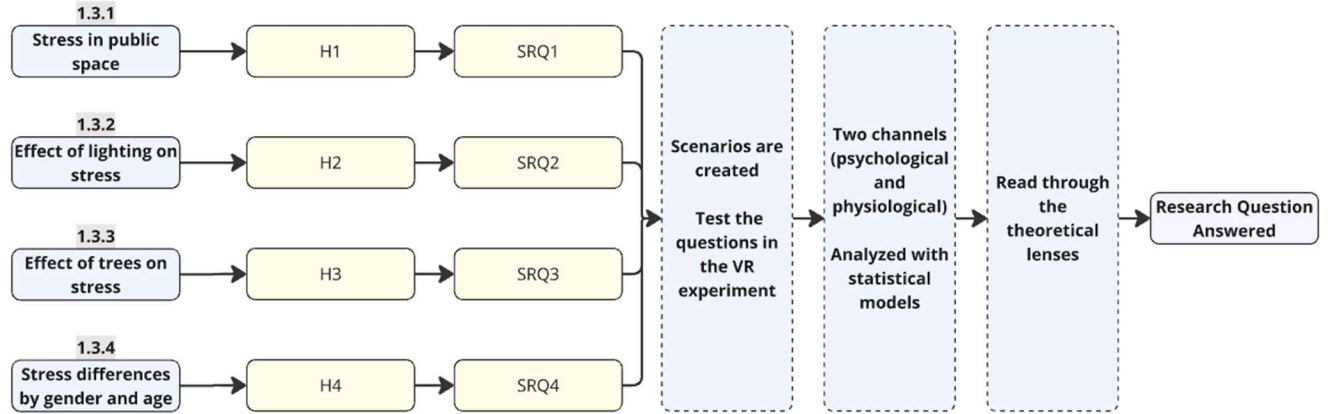 1.3.1
Stress in public
space
H1
SRQ1
1.3.2
Effect of lighting on
stress
H2
SRQ2
1.3.3
Effect of trees on
stress
H3
SRQ3
1.3.4
Stress differences
by gender and age
H4
SRQ4
Scenarios are
created
Test the
questions in
the VR
experiment
Two channels
(psychological
and
physiological)
Analyzed with
statistical
models
Read through
the
theoretical
lenses
Research Question
Answered